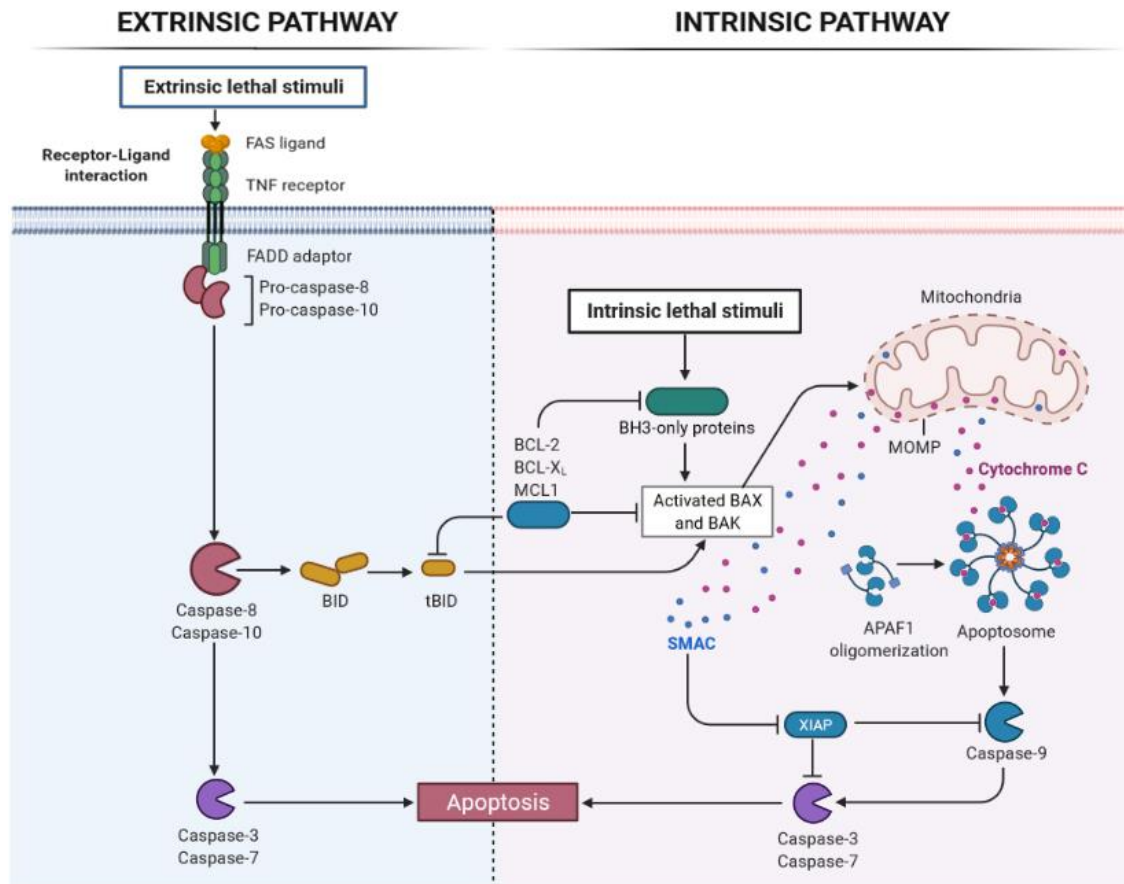 EXTRINSIC PATHWAY
INTRINSIC PATHWAY
Extrinsic lethal stimuli
Receptor-Ligand
interaction
FAS ligand
TNF receptor
FADD adaptor
Pro-caspase-8
Pro-caspase-10
Intrinsic lethal stimuli
Mitochondria
BH3-only proteins
MOMP
BCL-2
BCL-XL
MCL1
Cytochrome C
Activated BAX
and BAK
Caspase-8
Caspase-10
BID
tBID
SMAC
APAF1
oligomerization
Apoptosome
XIAP
Caspase-9
Apoptosis
Caspase-3
Caspase-7
Caspase-3
Caspase-7